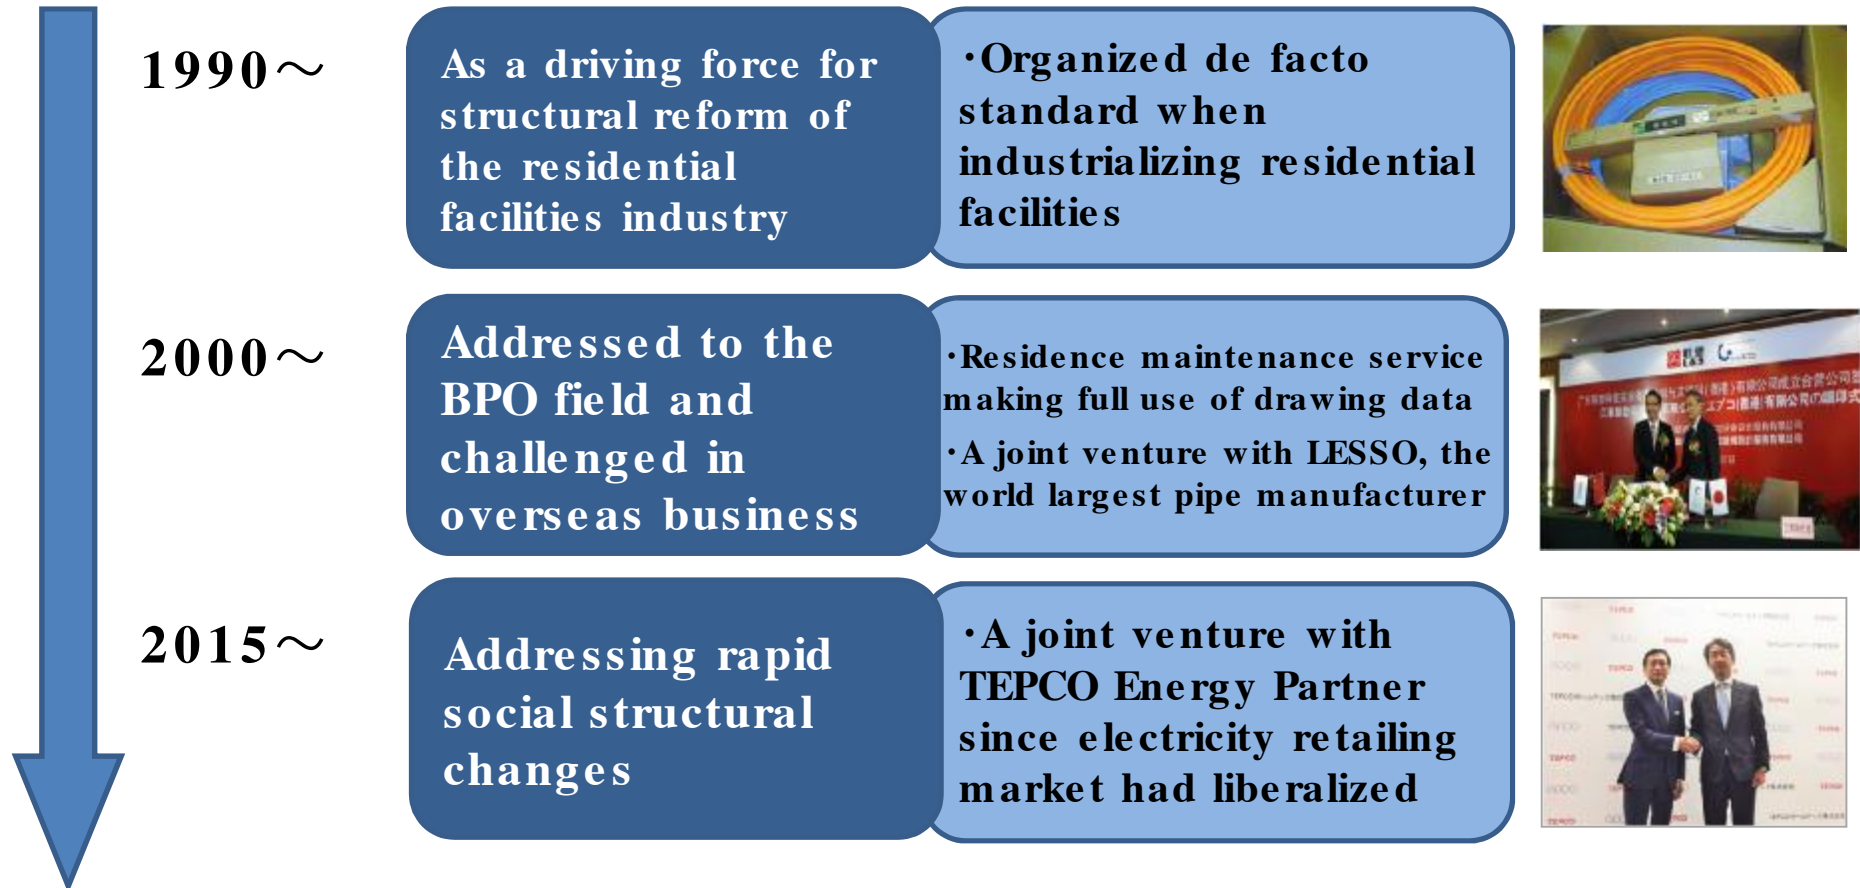 1990～
As a driving force for
structural reform of
the residential
facilities industry
・Organized de facto
standard when
industrializing residential
facilities
2000～
Addressed to the
BPO field and
challenged in
overseas business
・Residence maintenance service
making full use of drawing data
・A joint venture with LESSO, the
world largest pipe manufacturer
2015～
Addressing rapid
social structural
changes
・A joint venture with
TEPCO Energy Partner
since electricity retailing
market had liberalized
TEPCO
TEPCO
TEPCO